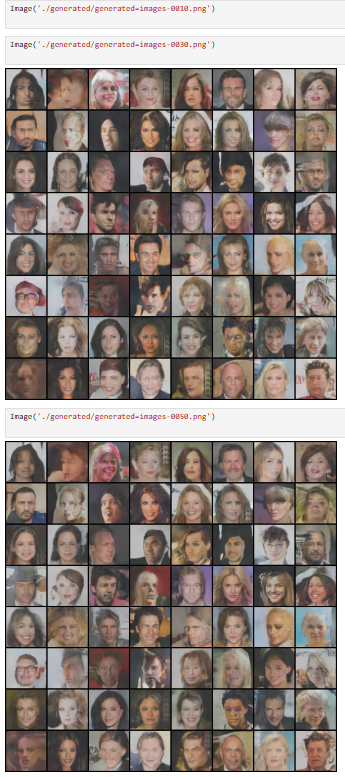 Image('./generated/generated=images-0010.png')
Image('./generated/generated=images-0030.png')
Image('./generated/generated=images-0050.png')